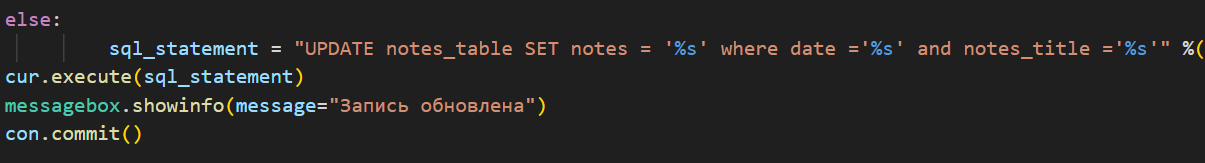 else:
sql_statement = "UPDATE notes_table SET notes = '%s' where date ='%s' and notes_title ='%s'" %(
cur.execute(sql_statement)
messagebox.showinfo(message="Запись обновлена")
con.commit()